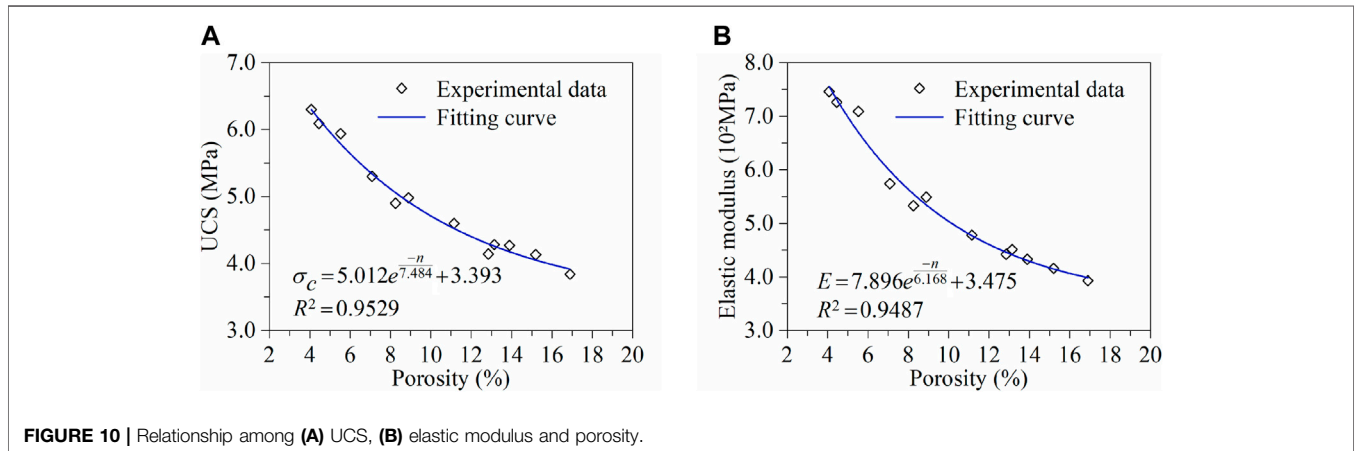 A
7.0
6.0
5.0
4.0
3.0
UCS (MPa)
Experimental data
Fitting curve
σc=5.012e^(-n/7.484)+3.393
R²=0.9529
2 4 6 8 10 12 14 16 18 20
Porosity (%)
B
8.0
7.0
6.0
5.0
4.0
3.0
Elastic modulus (10²MPa)
Experimental data
Fitting curve
E=7.896e^(-n/6.168)+3.475
R²=0.9487
2 4 6 8 10 12 14 16 18 20
Porosity (%)
FIGURE 10 | Relationship among (A) UCS, (B) elastic modulus and porosity.